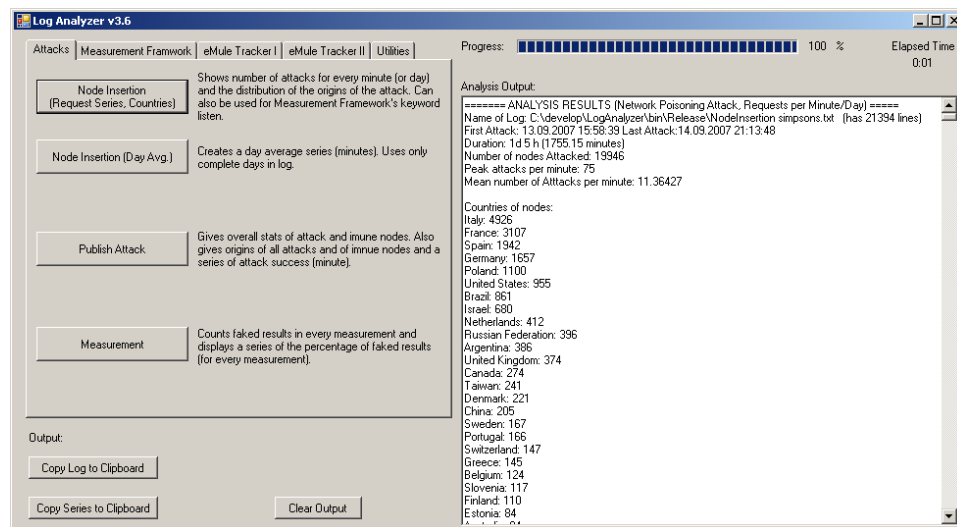 Log Analyzer v3.6
Attacks
Measurement Framwork
eMule Tracker I
eMule Tracker II
Utilities
Node Insertion
(Request Series, Countries)
Shows number of attacks for every minute (or day)
and the distribution of the origins of the attack. Can
also be used for Measurement Framework's keyword
listen.
Node Insertion (Day Avg.)
Creates a day average series (minutes). Uses only
complete days in log.
Publish Attack
Gives overall stats of attack and imune nodes. Also
gives origins of all attacks and of imnue nodes and a
series of attack success (minute).
Measurement
Counts faked results in every measurement and
displays a series of the percentage of faked results
(for every measurement).
Output:
Copy Log to Clipboard
Copy Series to Clipboard
Clear Output
Progress:
100 %
Elapsed Time
0:01
Analysis Output:
======= ANALYSIS RESULTS (Network Poisoning Attack, Requests per Minute/Day) =====
Name of Log: C:\development\LogAnalyzer\bin\Release\NodeInsertion simpsons.txt (has 21394 lines)
First Attack: 13.09.2007 15:58:39 Last Attack:14.09.2007 21:13:48
Duration: 1d 5 h (1755.15 minutes)
Number of nodes Attacked: 19946
Peak attacks per minute: 75
Mean number of Atttacks per minute: 11.36427
Countries of nodes:
Italy: 4926
France: 3107
Spain: 1942
Germany: 1657
Poland: 1100
United States: 955
Brazil: 861
Israel: 680
Netherlands: 412
Russian Federation: 396
Argentina: 386
United Kingdom: 374
Canada: 274
Taiwan: 241
Denmark: 221
China: 205
Sweden: 167
Portugal: 166
Switzerland: 147
Greece: 145
Belgium: 124
Slovenia: 117
Finland: 110
Estonia: 84